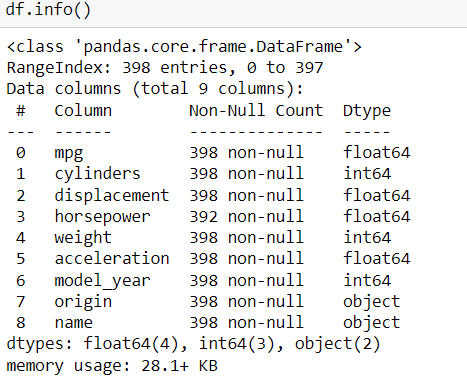 df.info()
<class 'pandas.core.frame.DataFrame'>
RangeIndex: 398 entries, 0 to 397
Data columns (total 9 columns):
 #   Column        Non-Null Count  Dtype
---  ------        --------------  -----
 0   mpg           398 non-null    float64
 1   cylinders     398 non-null    int64
 2   displacement  398 non-null    float64
 3   horsepower    392 non-null    float64
 4   weight        398 non-null    int64
 5   acceleration  398 non-null    float64
 6   model_year    398 non-null    int64
 7   origin        398 non-null    object
 8   name          398 non-null    object
dtypes: float64(4), int64(3), object(2)
memory usage: 28.1+ KB